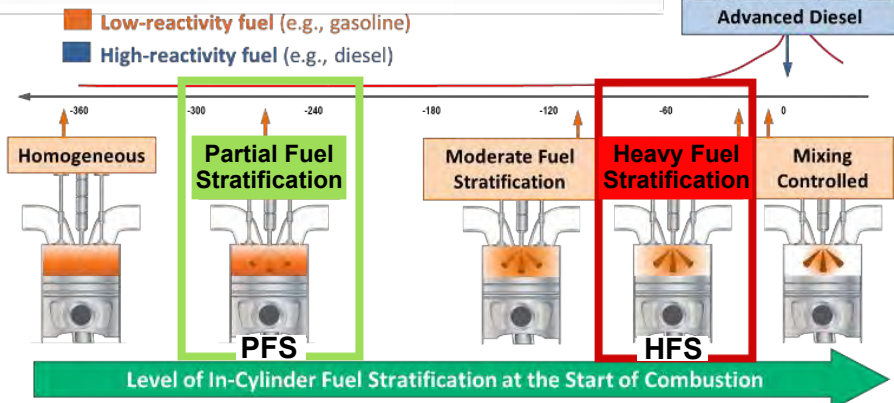 Low-reactivity fuel (e.g., gasoline)
High-reactivity fuel (e.g., diesel)
Advanced Diesel
-360
-300
-240
-180
-120
-60
0
Homogeneous
Partial Fuel
Stratification
Moderate Fuel
Stratification
Heavy Fuel
Stratification
Mixing
Controlled
PFS
HFS
Level of In-Cylinder Fuel Stratification at the Start of Combustion